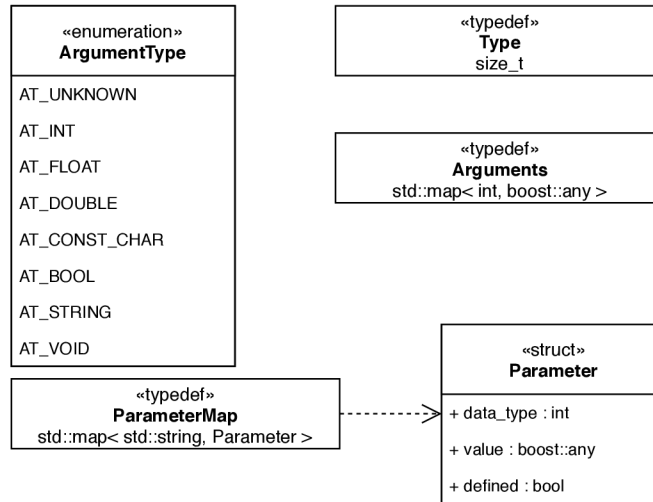 «enumeration»
ArgumentType
AT_UNKNOWN
AT_INT
AT_FLOAT
AT_DOUBLE
AT_CONST_CHAR
AT_BOOL
AT_STRING
AT_VOID
«typedef»
Type
size_t
«typedef»
Arguments
std::map< int, boost::any >
«typedef»
ParameterMap
std::map< std::string, Parameter >
«struct»
Parameter
+ data_type : int
+ value : boost::any
+ defined : bool